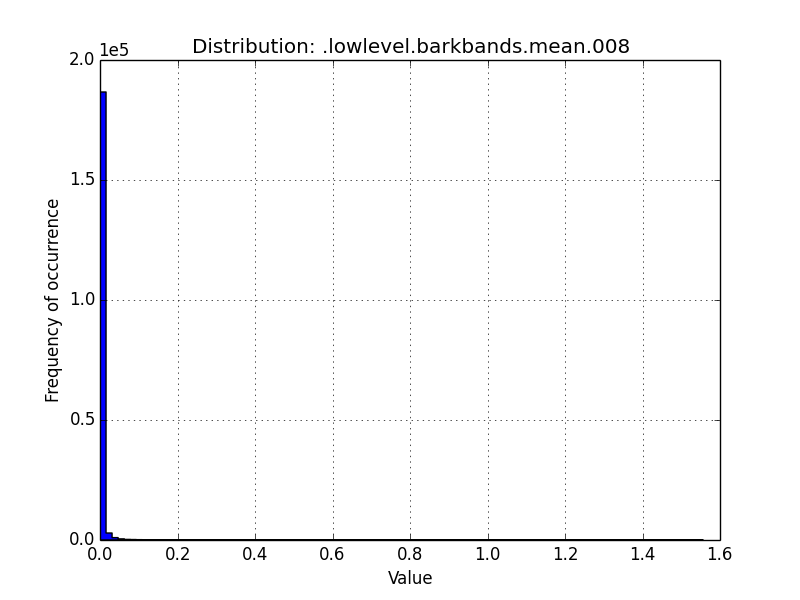 Distribution: .lowlevel.barkbands.mean.008
1e5
2.0
1.5
1.0
0.5
0.0
Frequency of occurrence
0.0 0.2 0.4 0.6 0.8 1.0 1.2 1.4 1.6
Value